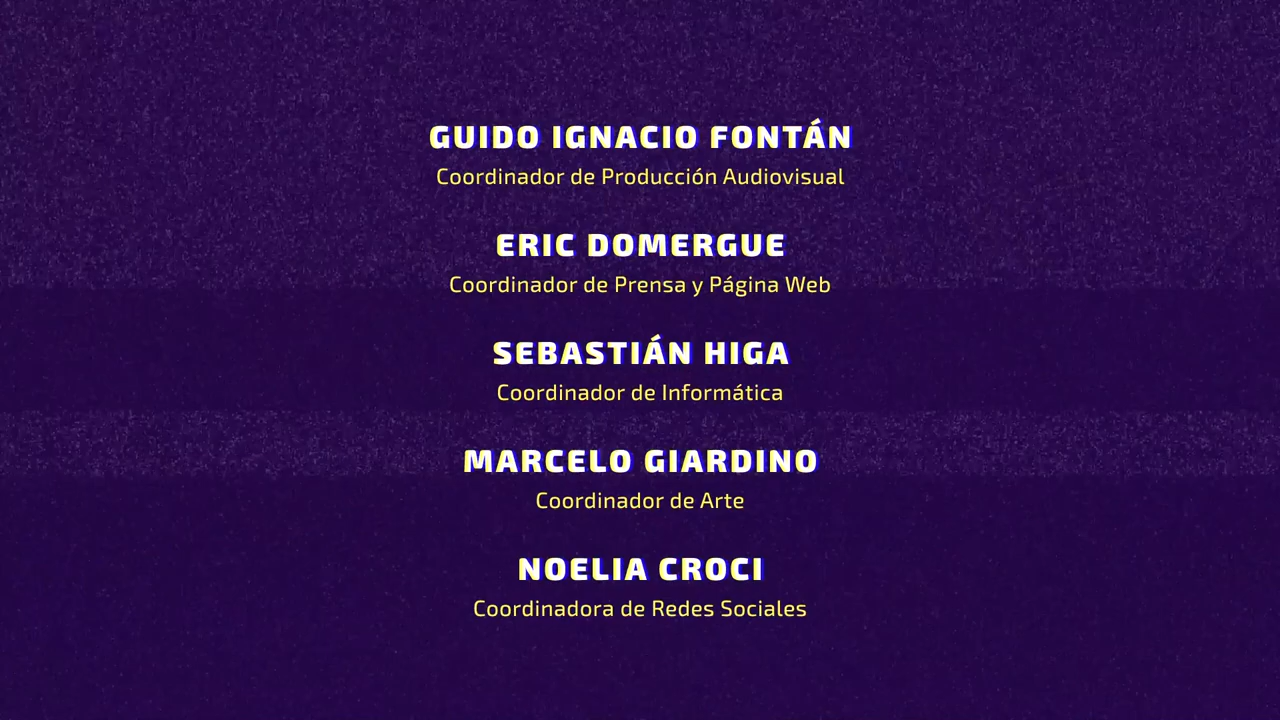 GUIDO IGNACIO FONTÁN
Coordinador de Producción Audiovisual
ERIC DOMERGUE
Coordinador de Prensa y Página Web
SEBASTIÁN HIGA
Coordinador de Informática
MARCELO GIARDINO
Coordinador de Arte
NOELIA CROCI
Coordinadora de Redes Sociales